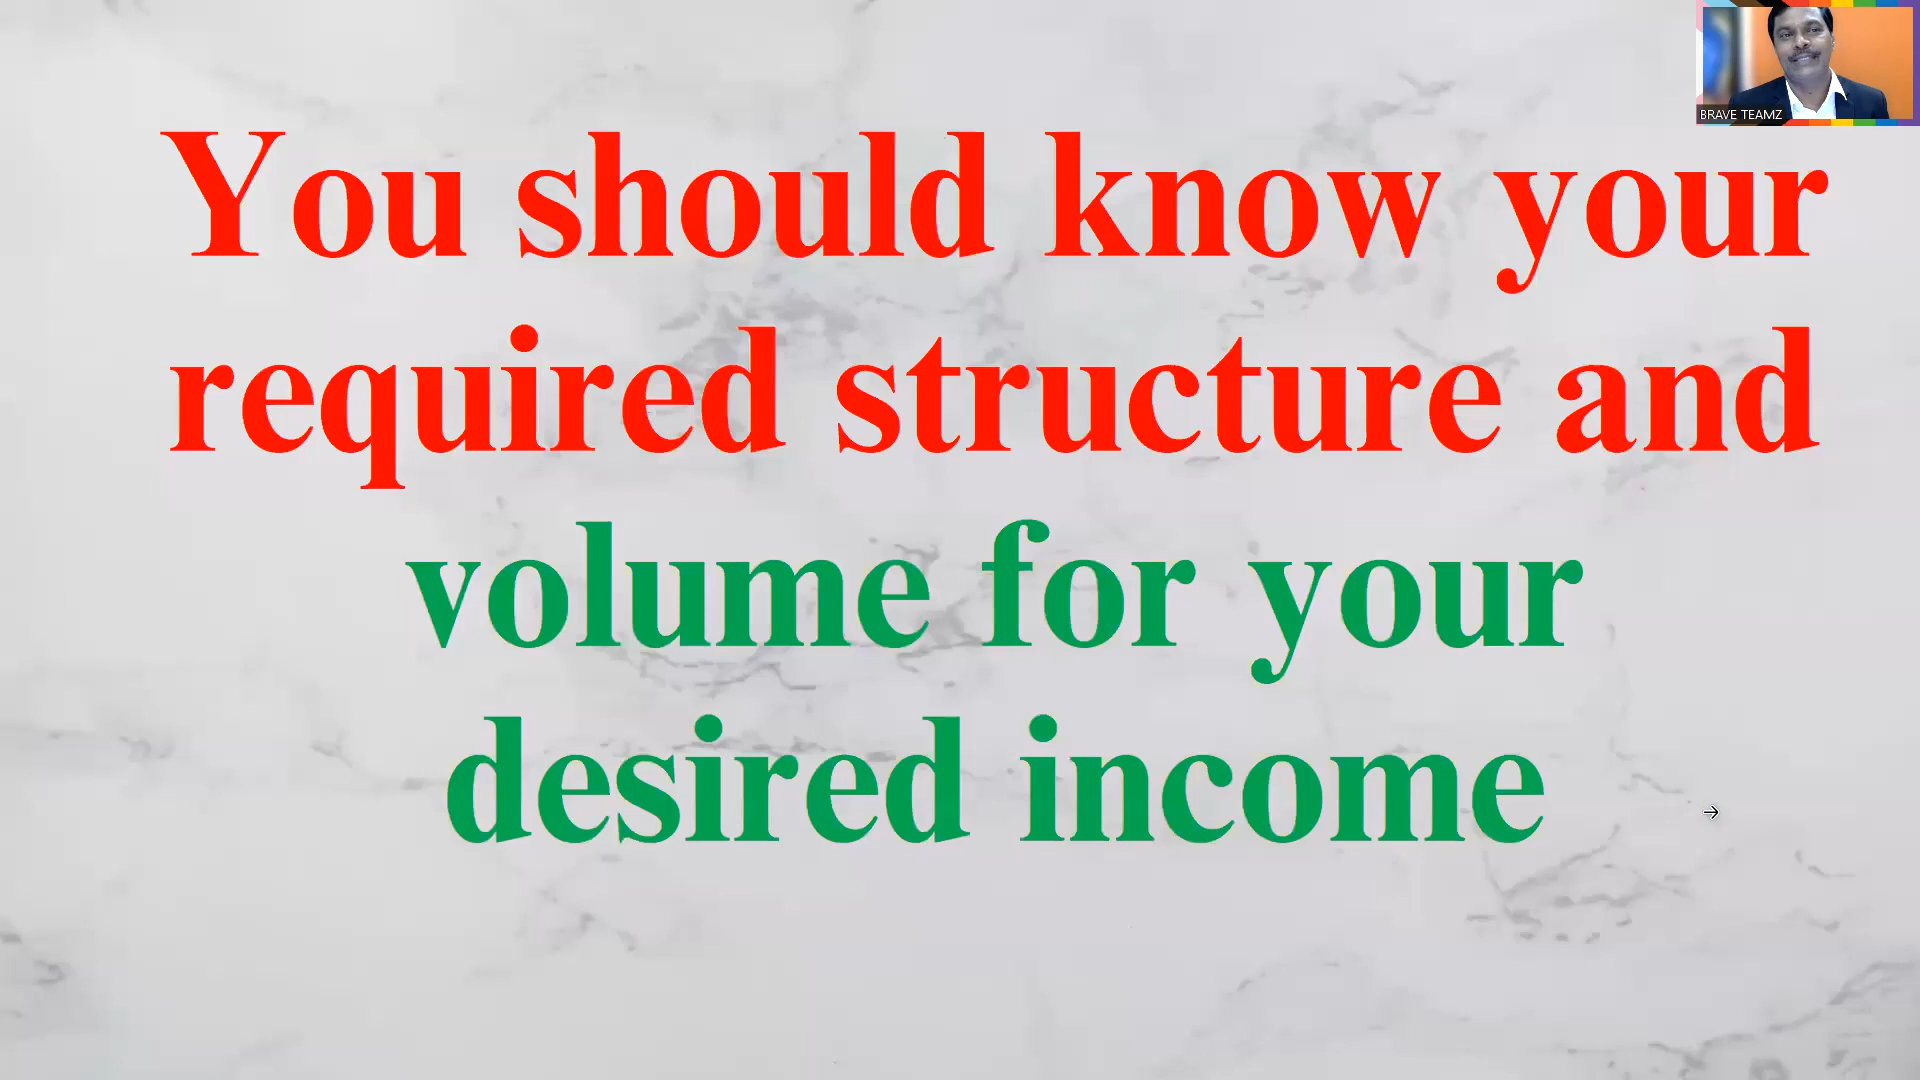 BRAVE TEAMZ
You should know your
required structure and
volume for your
desired income